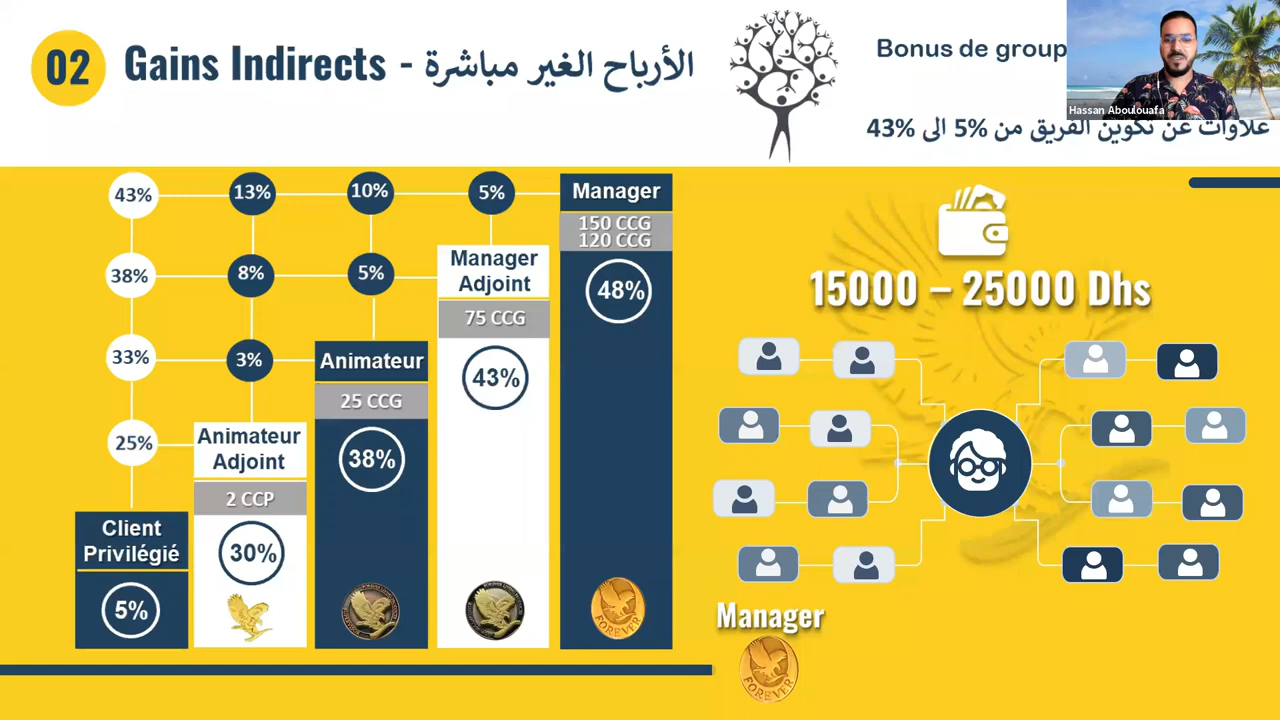 02
Gains Indirects - الأرباح الغير مباشرة
Bonus de group
Hassan Aboulouafa
علاوات عن تكوين الفريق من 5% الى 43%
43%
13%
10%
5%
Manager
150 CCG
120 CCG
48%
38%
8%
5%
Manager
Adjoint
75 CCG
43%
33%
3%
Animateur
25 CCG
38%
25%
Animateur
Adjoint
2 CCP
30%
Client
Privilégié
5%
FOREVER
15000 – 25000 Dhs
Manager
FOREVER